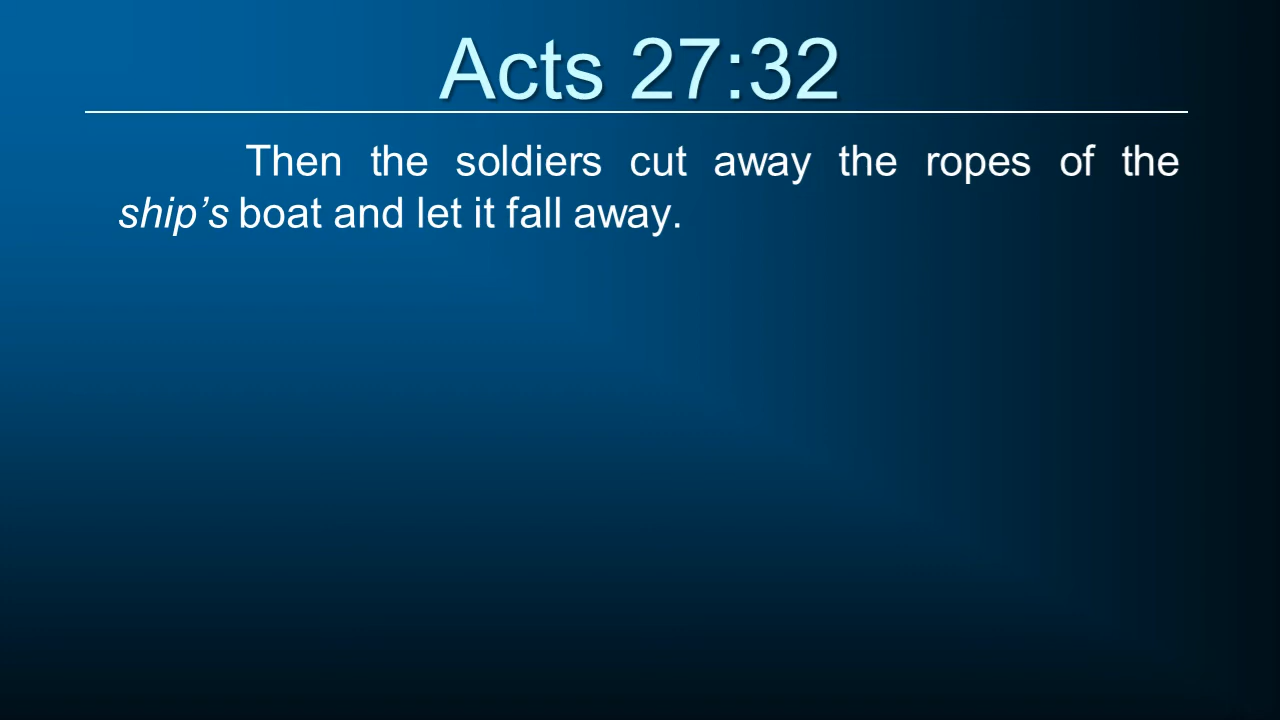 Acts 27:32
Then the soldiers cut away the ropes of the
ship’s boat and let it fall away.